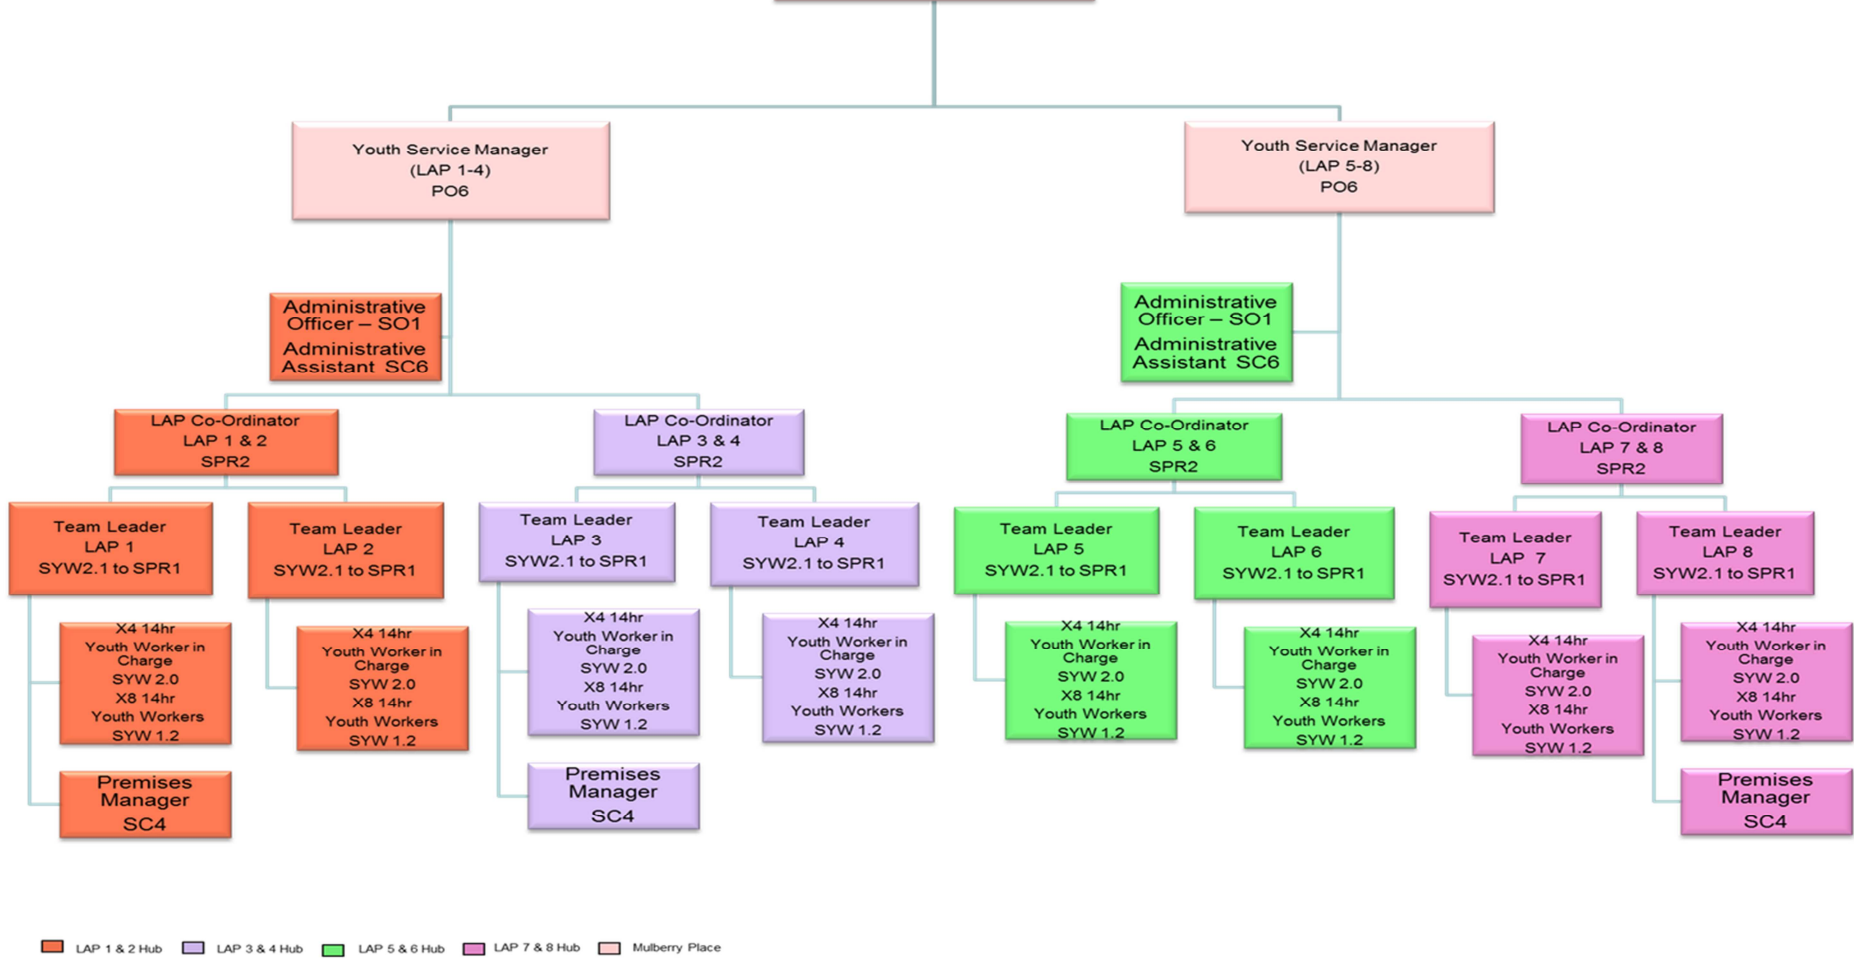 Youth Service Manager
(LAP 1-4)
PO6
Youth Service Manager
(LAP 5-8)
PO6
Administrative
Officer – SO1
Administrative
Assistant SC6
Administrative
Officer – SO1
Administrative
Assistant SC6
LAP Co-Ordinator
LAP 1 & 2
SPR2
LAP Co-Ordinator
LAP 3 & 4
SPR2
LAP Co-Ordinator
LAP 5 & 6
SPR2
LAP Co-Ordinator
LAP 7 & 8
SPR2
Team Leader
LAP 1
SYW2.1 to SPR1
Team Leader
LAP 2
SYW2.1 to SPR1
Team Leader
LAP 3
SYW2.1 to SPR1
Team Leader
LAP 4
SYW2.1 to SPR1
Team Leader
LAP 5
SYW2.1 to SPR1
Team Leader
LAP 6
SYW2.1 to SPR1
Team Leader
LAP 7
SYW2.1 to SPR1
Team Leader
LAP 8
SYW2.1 to SPR1
X4 14hr
Youth Worker in
Charge
SYW 2.0
X8 14hr
Youth Workers
SYW 1.2
X4 14hr
Youth Worker in
Charge
SYW 2.0
X8 14hr
Youth Workers
SYW 1.2
X4 14hr
Youth Worker in
Charge
SYW 2.0
X8 14hr
Youth Workers
SYW 1.2
X4 14hr
Youth Worker in
Charge
SYW 2.0
X8 14hr
Youth Workers
SYW 1.2
X4 14hr
Youth Worker in
Charge
SYW 2.0
X8 14hr
Youth Workers
SYW 1.2
X4 14hr
Youth Worker in
Charge
SYW 2.0
X8 14hr
Youth Workers
SYW 1.2
X4 14hr
Youth Worker in
Charge
SYW 2.0
X8 14hr
Youth Workers
SYW 1.2
X4 14hr
Youth Worker in
Charge
SYW 2.0
X8 14hr
Youth Workers
SYW 1.2
Premises
Manager
SC4
Premises
Manager
SC4
Premises
Manager
SC4
LAP 1 & 2 Hub
LAP 3 & 4 Hub
LAP 5 & 6 Hub
LAP 7 & 8 Hub
Mulberry Place